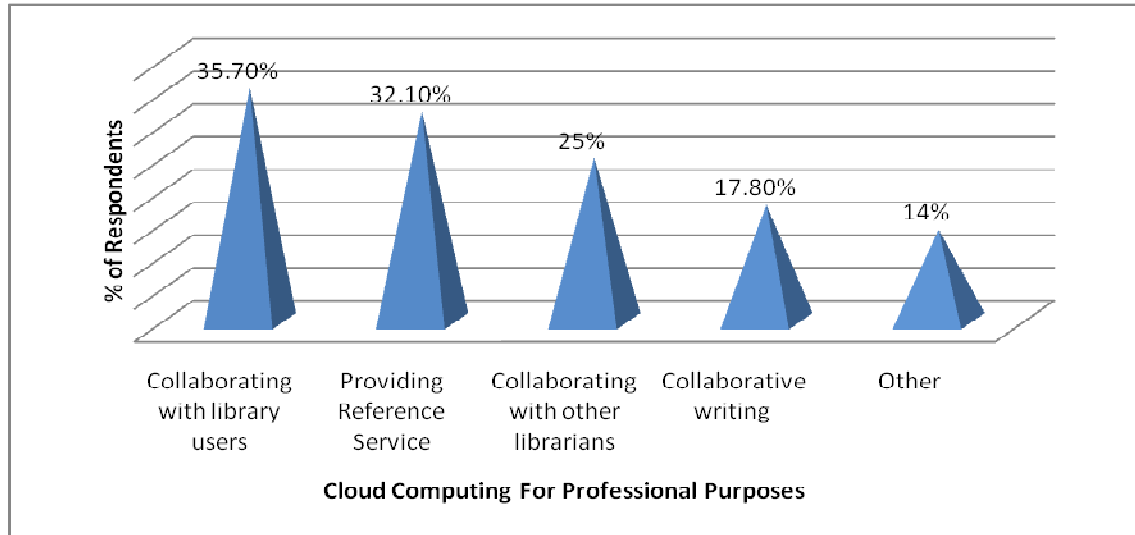 35.70%
32.10%
25%
17.80%
14%
% of Respondents
Collaborating
with library
users
Providing
Reference
Service
Collaborating
with other
librarians
Collaborative
writing
Other
Cloud Computing For Professional Purposes